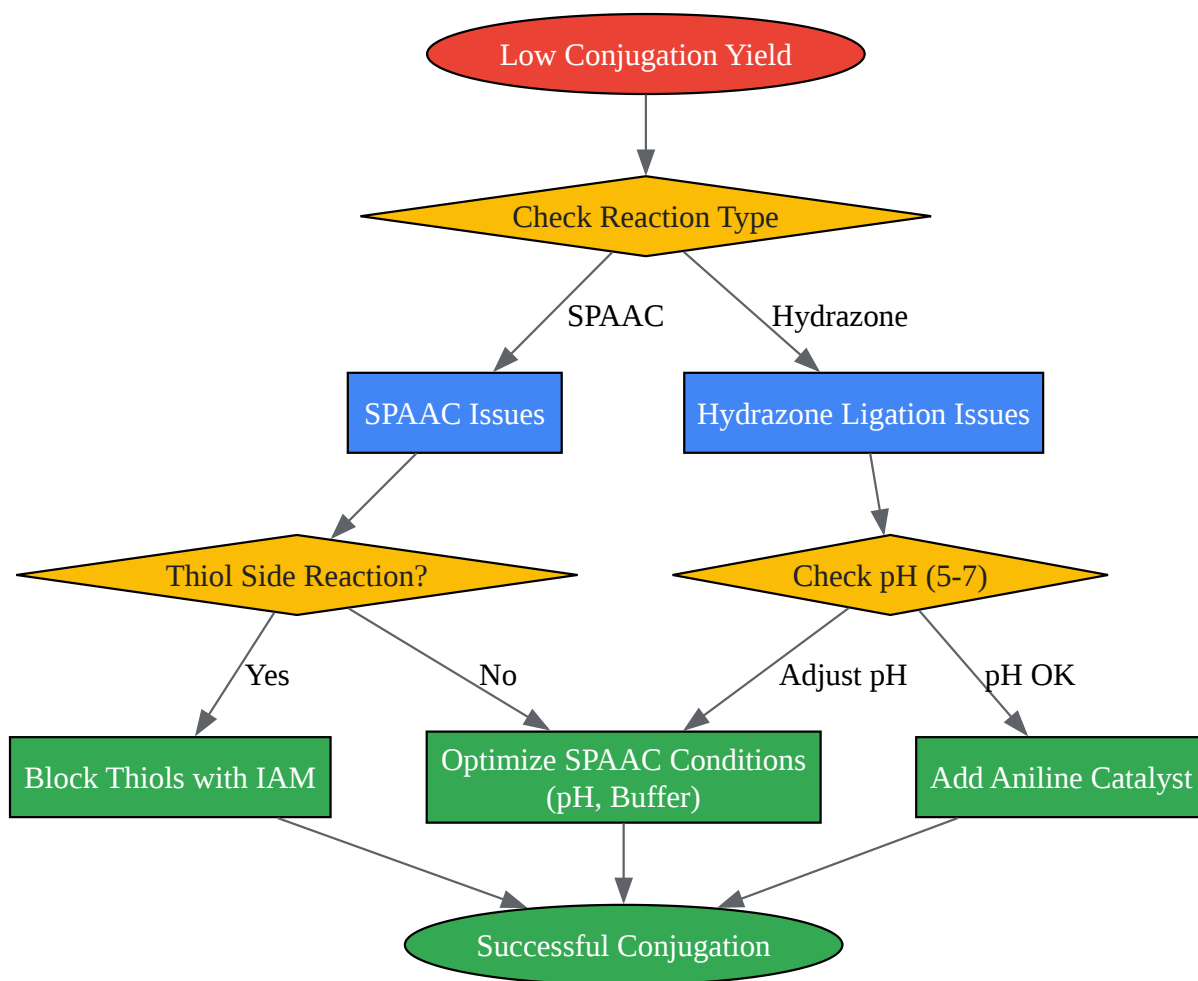 Low Conjugation Yield
Check Reaction Type
SPAAC
Hydrazone
SPAAC Issues
Hydrazone Ligation Issues
Thiol Side Reaction?
Check pH (5-7)
Yes
No
Adjust pH
pH OK
Block Thiols with IAM
Optimize SPAAC Conditions
(pH, Buffer)
Add Aniline Catalyst
Successful Conjugation